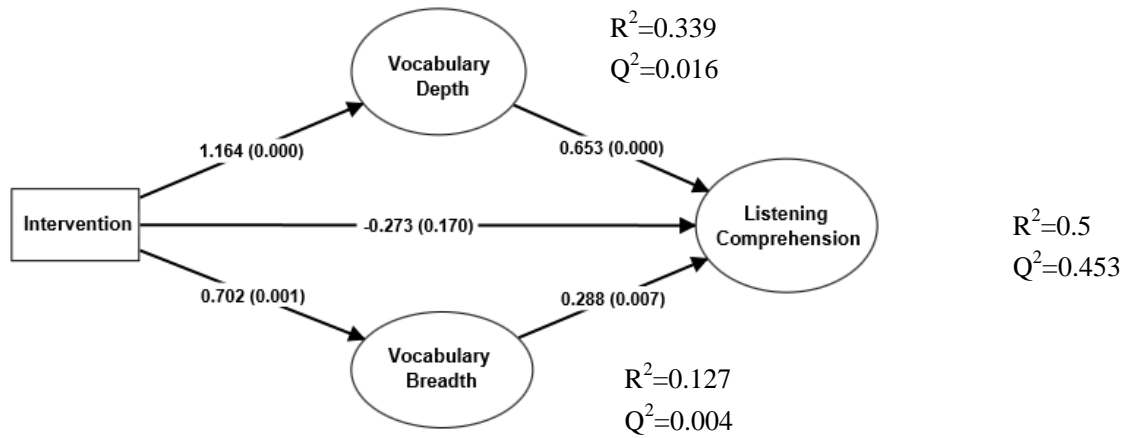 R²=0.339
Q²=0.016
Vocabulary
Depth
1.164 (0.000)
0.653 (0.000)
Intervention
-0.273 (0.170)
Listening
Comprehension
R²=0.5
Q²=0.453
0.702 (0.001)
0.288 (0.007)
Vocabulary
Breadth
R²=0.127
Q²=0.004